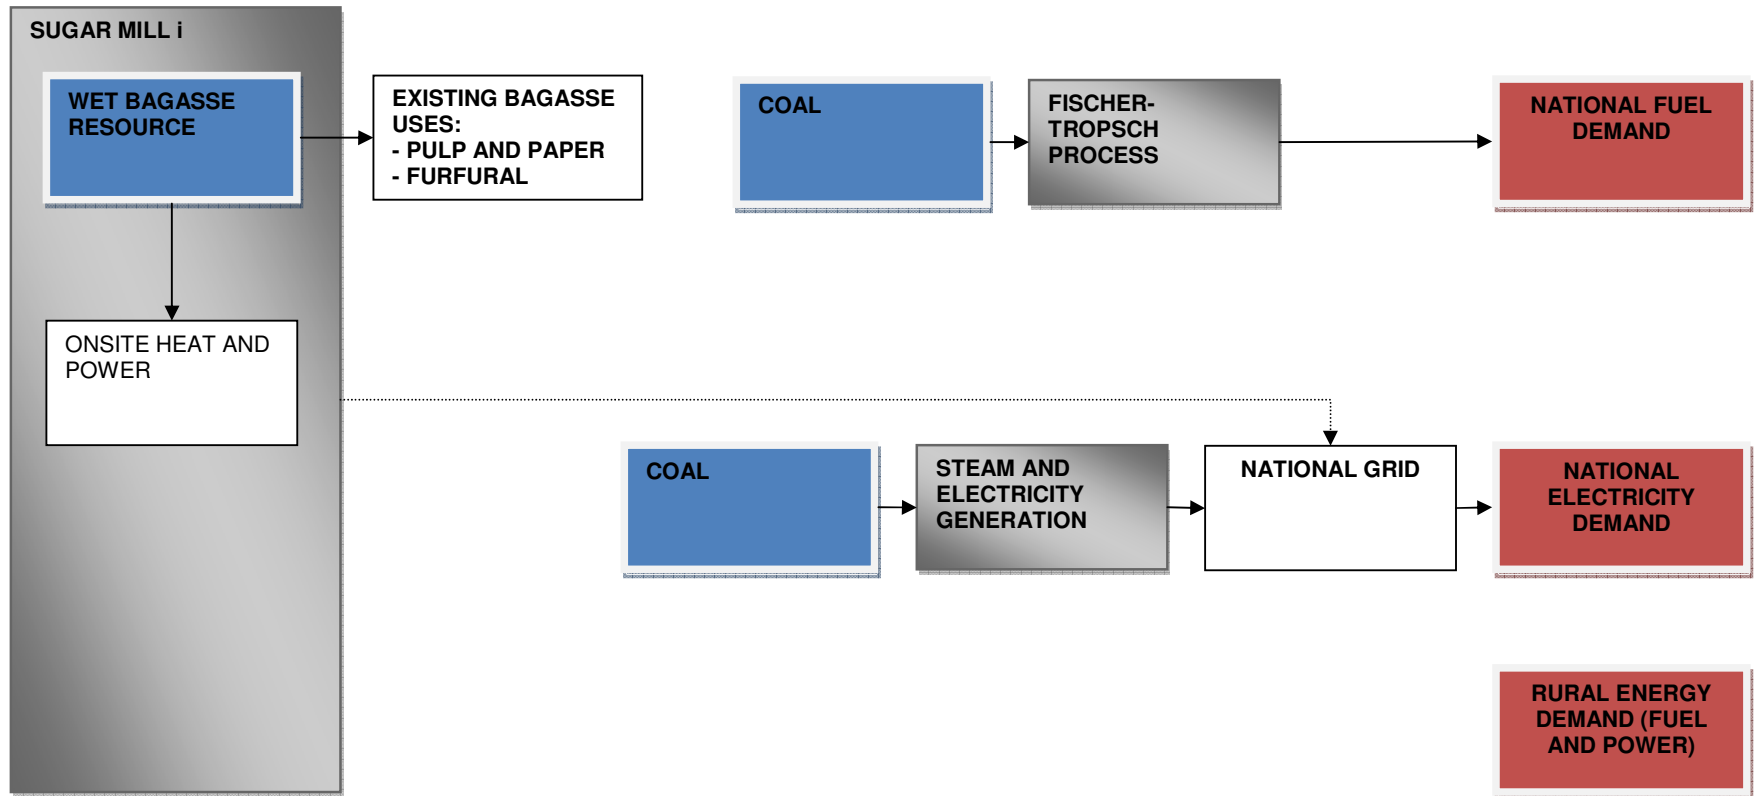 SUGAR MILL i
WET BAGASSE
RESOURCE
EXISTING BAGASSE
USES:
- PULP AND PAPER
- FURFURAL
COAL
FISCHER-
TROPSCH
PROCESS
NATIONAL FUEL
DEMAND
ONSITE HEAT AND
POWER
COAL
STEAM AND
ELECTRICITY
GENERATION
NATIONAL GRID
NATIONAL
ELECTRICITY
DEMAND
RURAL ENERGY
DEMAND (FUEL
AND POWER)